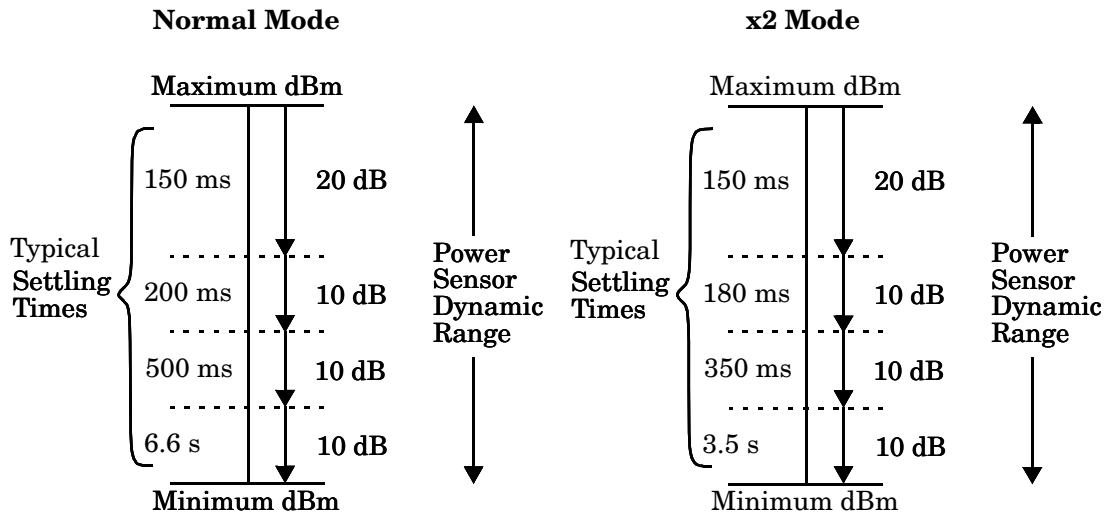 Normal Mode
Maximum dBm
150 ms
20 dB
Typical
Settling
Times
200 ms
10 dB
500 ms
10 dB
6.6 s
10 dB
Minimum dBm
Power
Sensor
Dynamic
Range
x2 Mode
Maximum dBm
150 ms
20 dB
Typical
Settling
Times
180 ms
10 dB
350 ms
10 dB
3.5 s
10 dB
Minimum dBm
Power
Sensor
Dynamic
Range